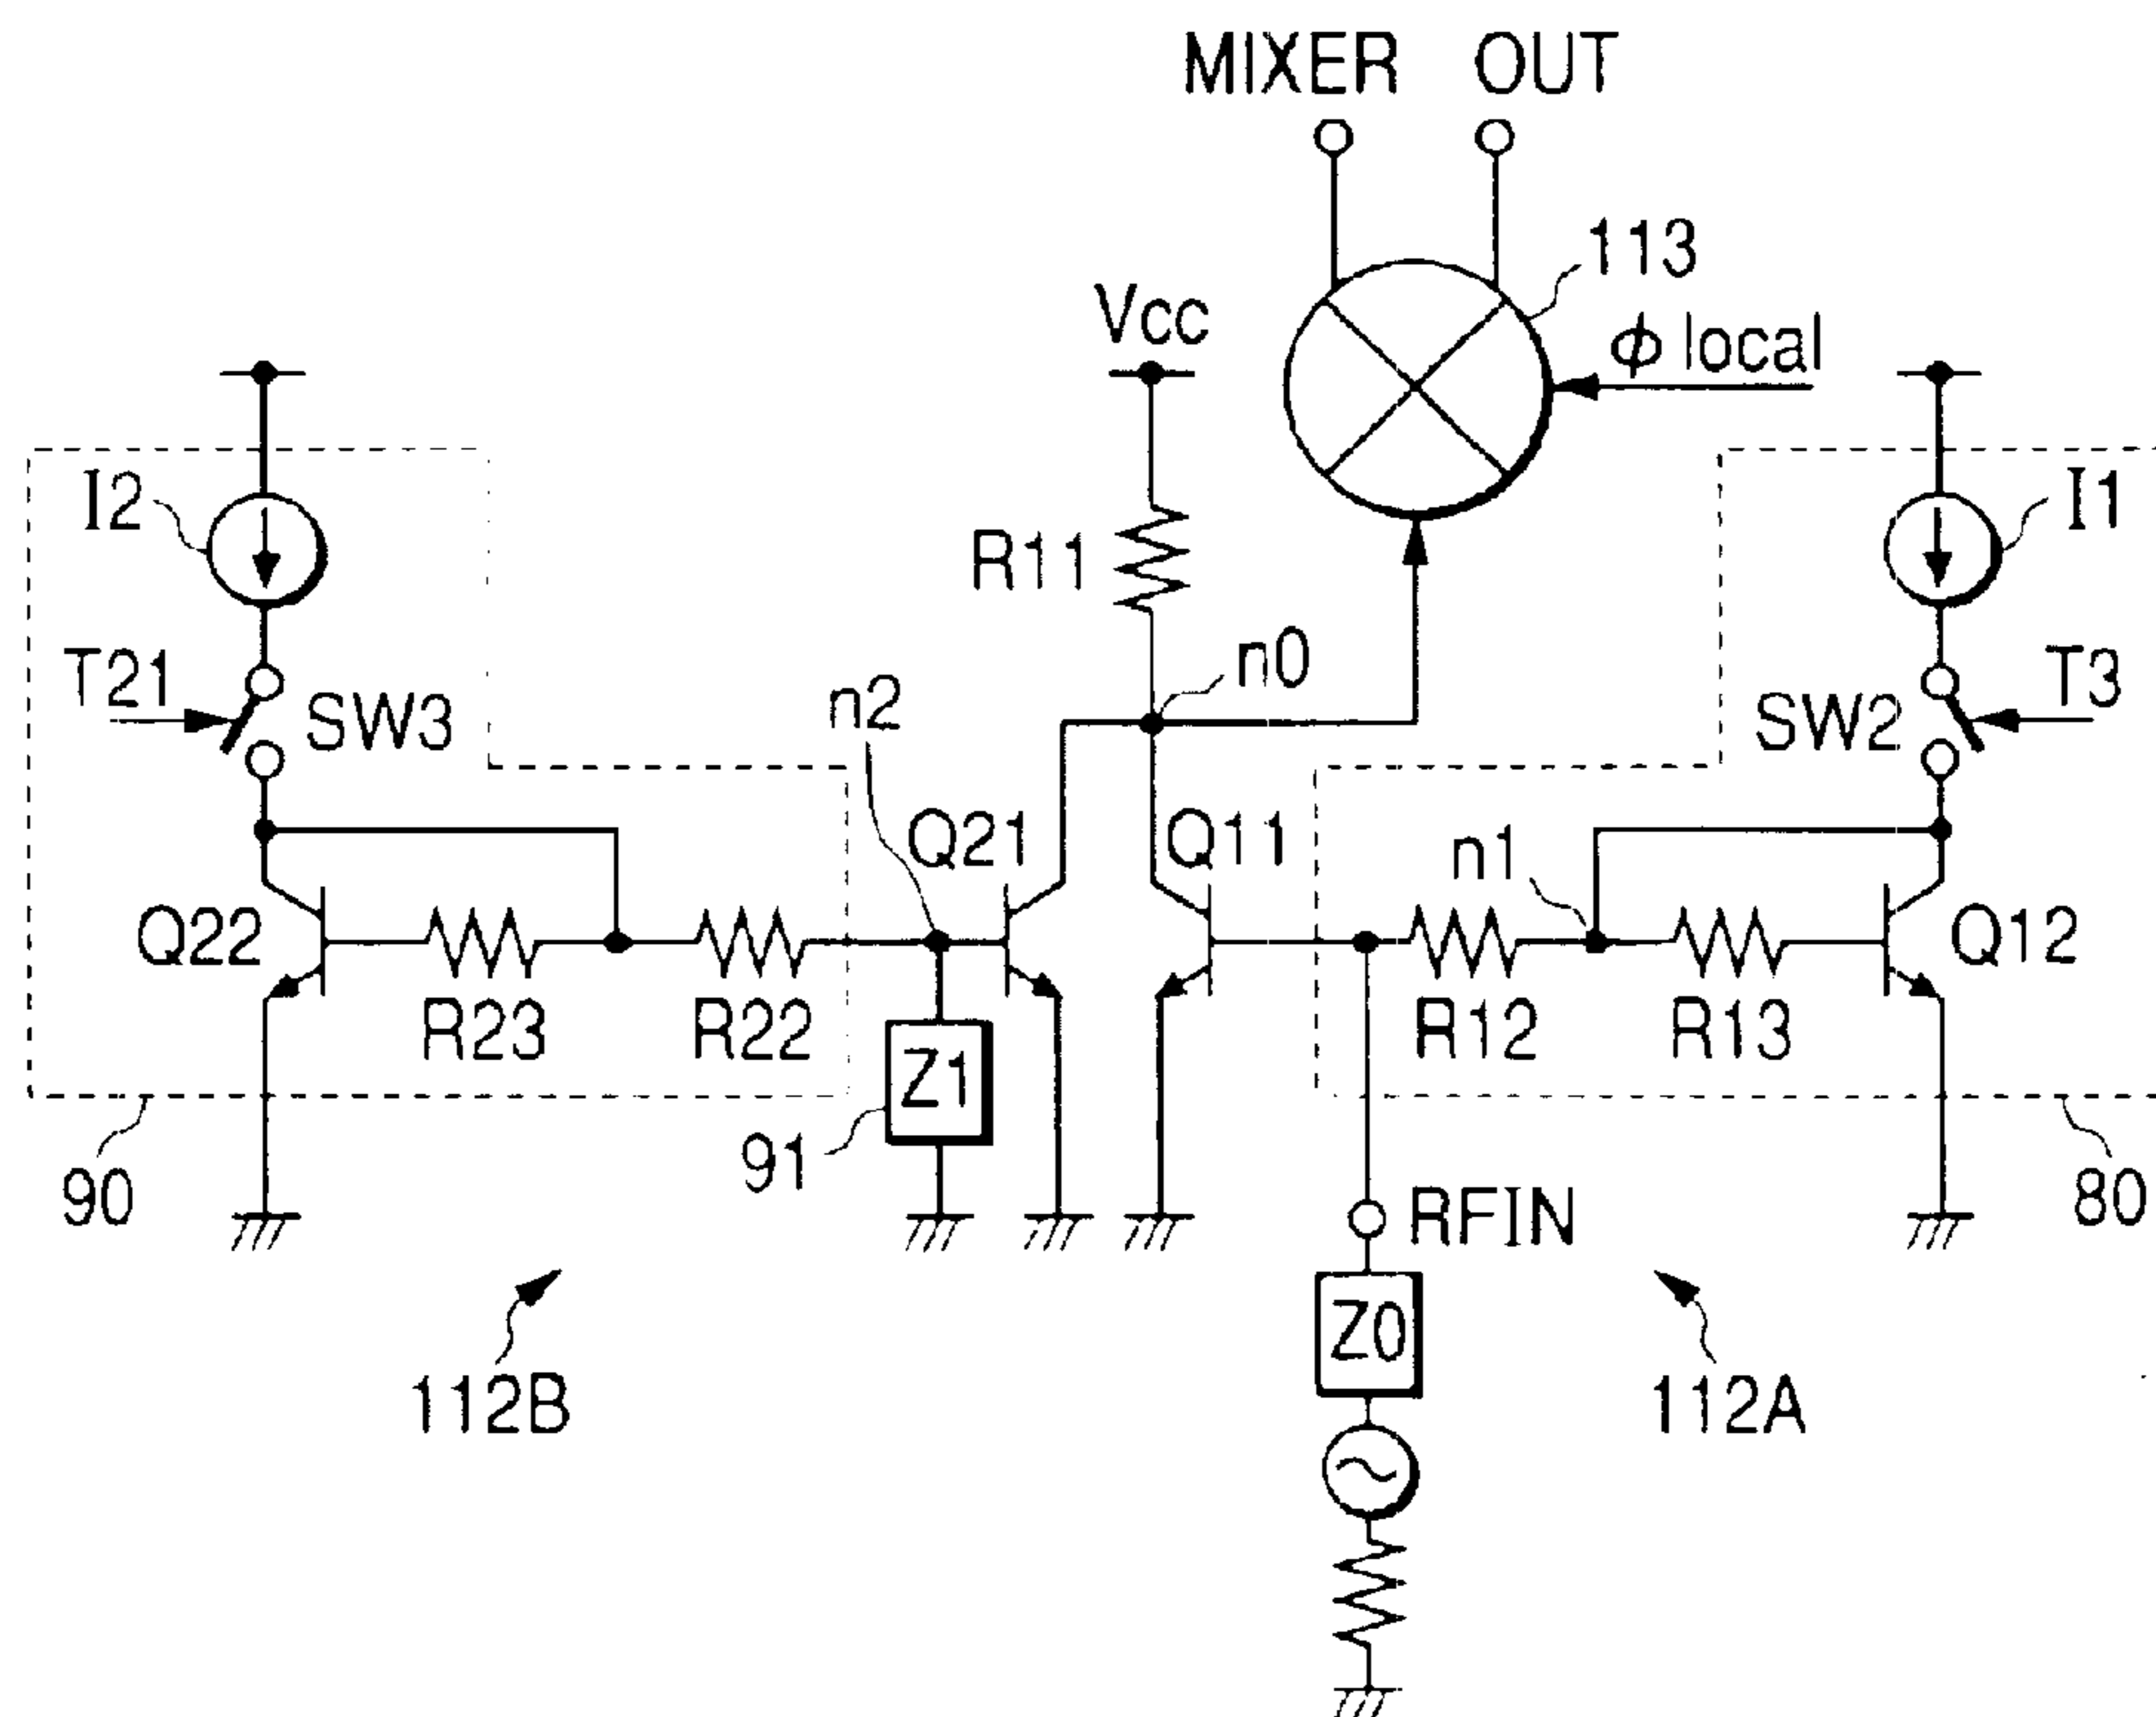 MIXER OUT
113
Vcc
ϕ local
I2
I1
R11
T21
SW3
n2
n0
SW2
T3
Q21
Q11
n1
Q22
Q12
R23
R22
Z1
R12
R13
91
90
RFIN
80
Z0
112B
112A